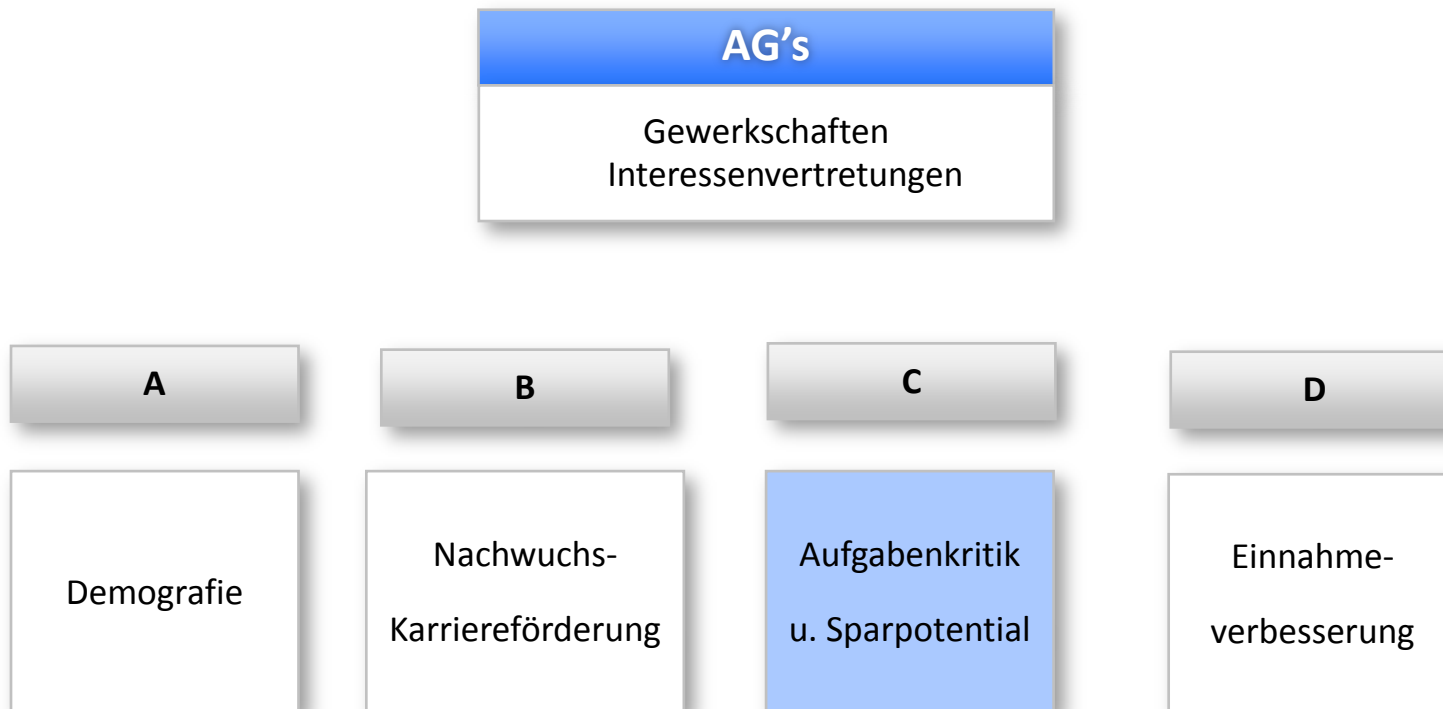 AG’s
Gewerkschaften
Interessenvertretungen
A
B
C
D
Demografie
Nachwuchs-
Karriereförderung
Aufgabenkritik
u. Sparpotential
Einnahme-
verbesserung